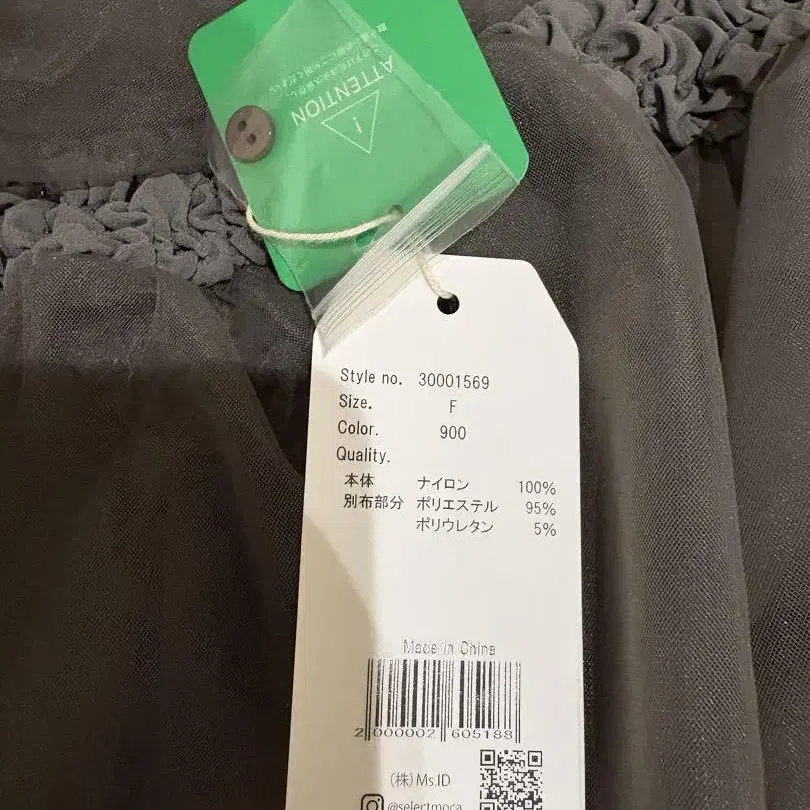 ATTENTION
!
Style no. 30001569
Size. F
Color. 900
Quality.
本体 ナイロン 100%
別布部分 ポリエステル 95%
ポリウレタン 5%
Made in China
2 000002 605188
(株)Ms.ID
@selectmoca